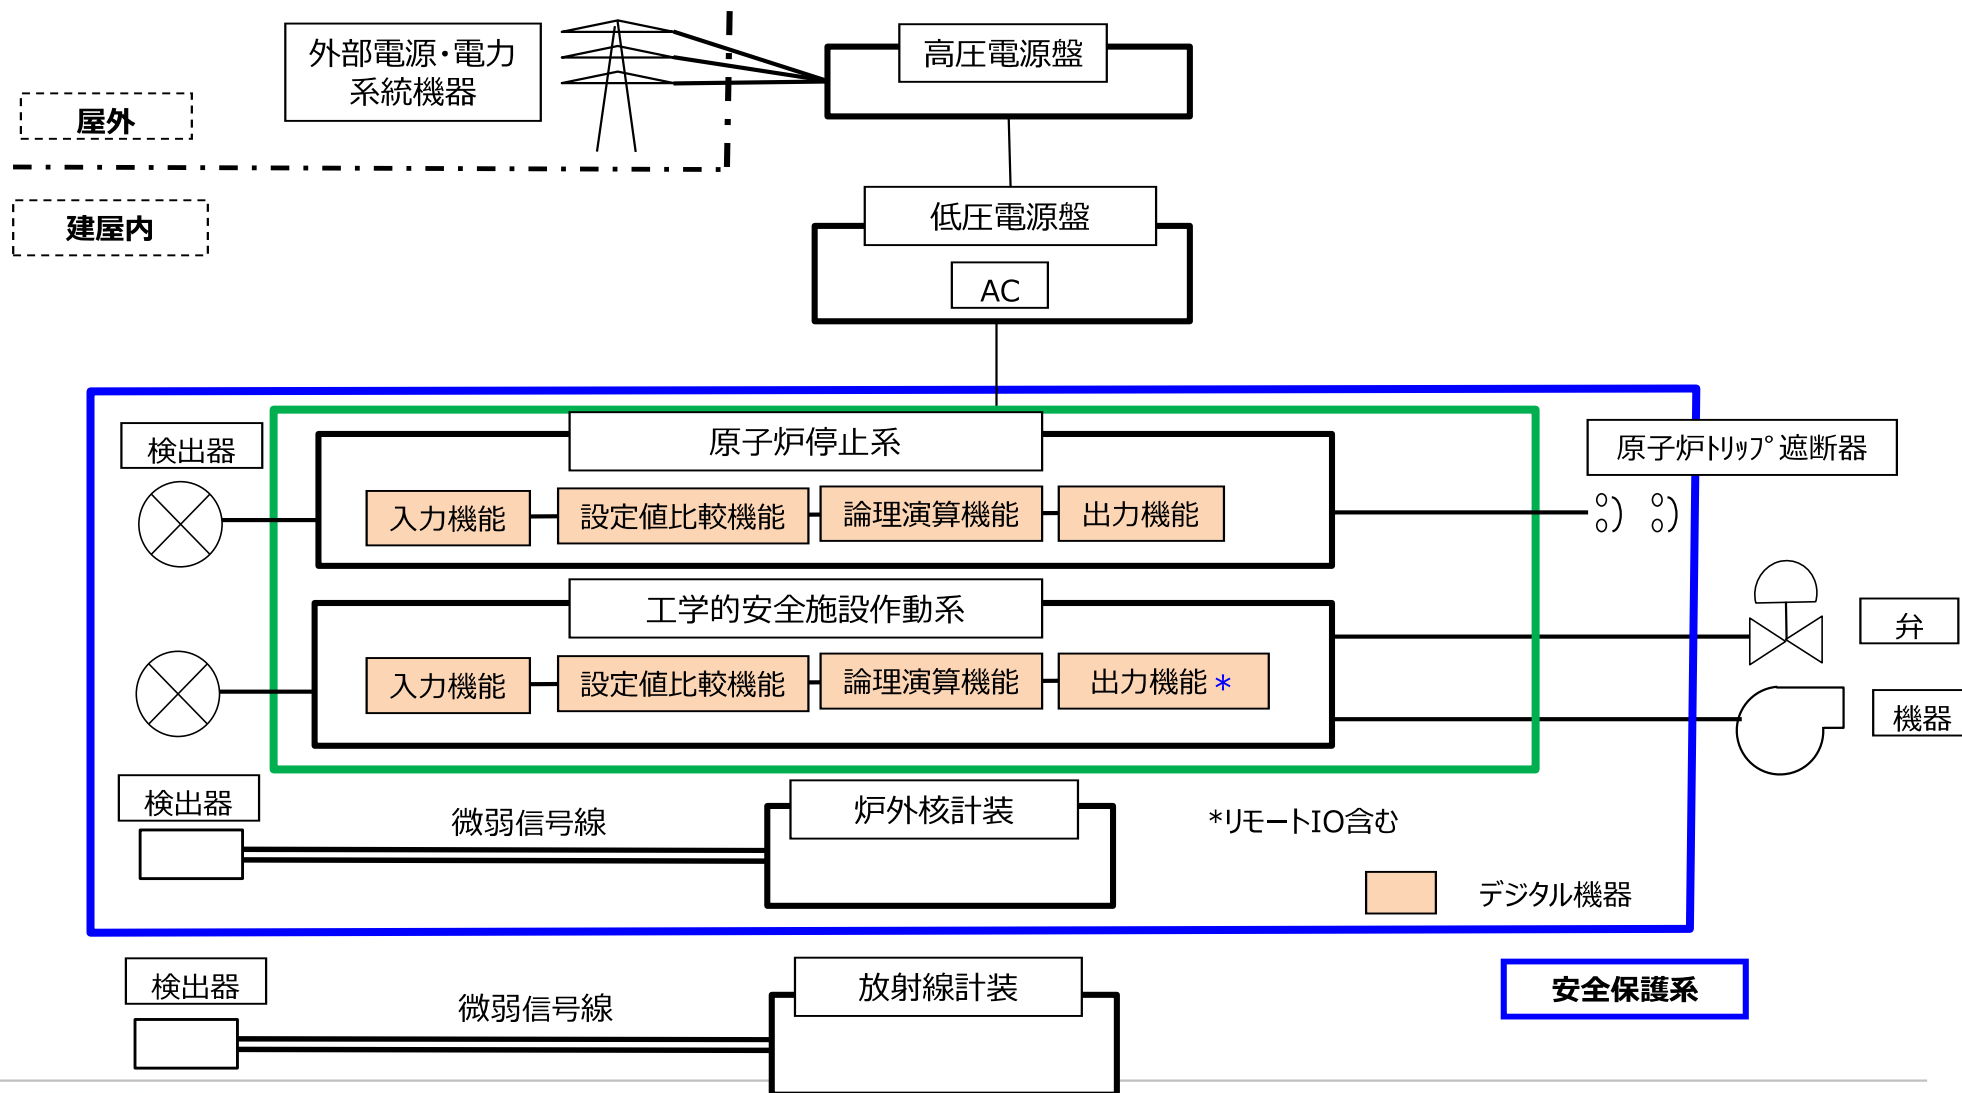 外部電源・電力
系統機器
高圧電源盤
屋外
建屋内
低圧電源盤
AC
検出器
原子炉停止系
原子炉ﾄﾘｯﾌﾟ遮断器
入力機能
設定値比較機能
論理演算機能
出力機能
工学的安全施設作動系
弁
入力機能
設定値比較機能
論理演算機能
出力機能*
機器
検出器
微弱信号線
炉外核計装
*リモートIO含む
デジタル機器
検出器
微弱信号線
放射線計装
安全保護系